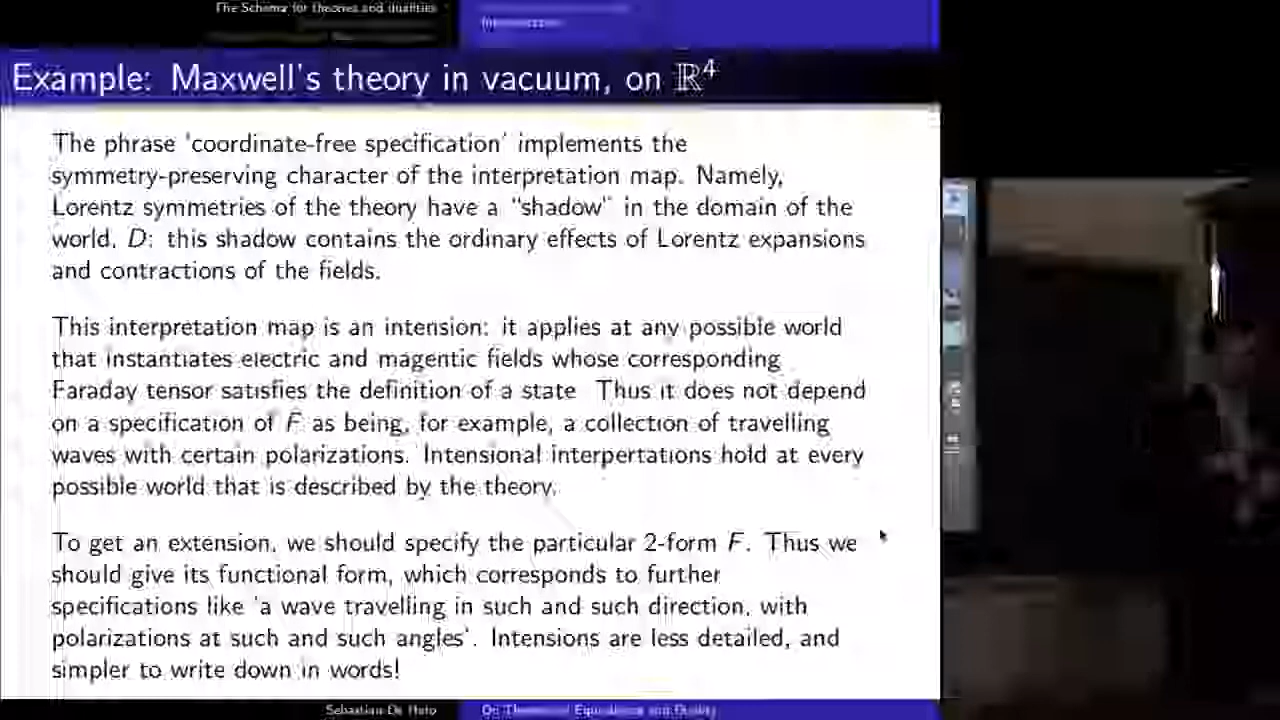 The Schema for theories and dualities
Example: Maxwell's theory in vacuum, on ℝ⁴
The phrase 'coordinate-free specification' implements the
symmetry-preserving character of the interpretation map. Namely,
Lorentz symmetries of the theory have a "shadow" in the domain of the
world, D: this shadow contains the ordinary effects of Lorentz expansions
and contractions of the fields.
This interpretation map is an intension: it applies at any possible world
that instantiates electric and magentic fields whose corresponding
Faraday tensor satisfies the definition of a state. Thus it does not depend
on a specification of F as being, for example, a collection of travelling
waves with certain polarizations. Intensional interpertations hold at every
possible world that is described by the theory.
To get an extension, we should specify the particular 2-form F. Thus we
should give its functional form, which corresponds to further
specifications like 'a wave travelling in such and such direction, with
polarizations at such and such angles'. Intensions are less detailed, and
simpler to write down in words!
Sebastian De Haro
On Theoretical Equivalence and Duality